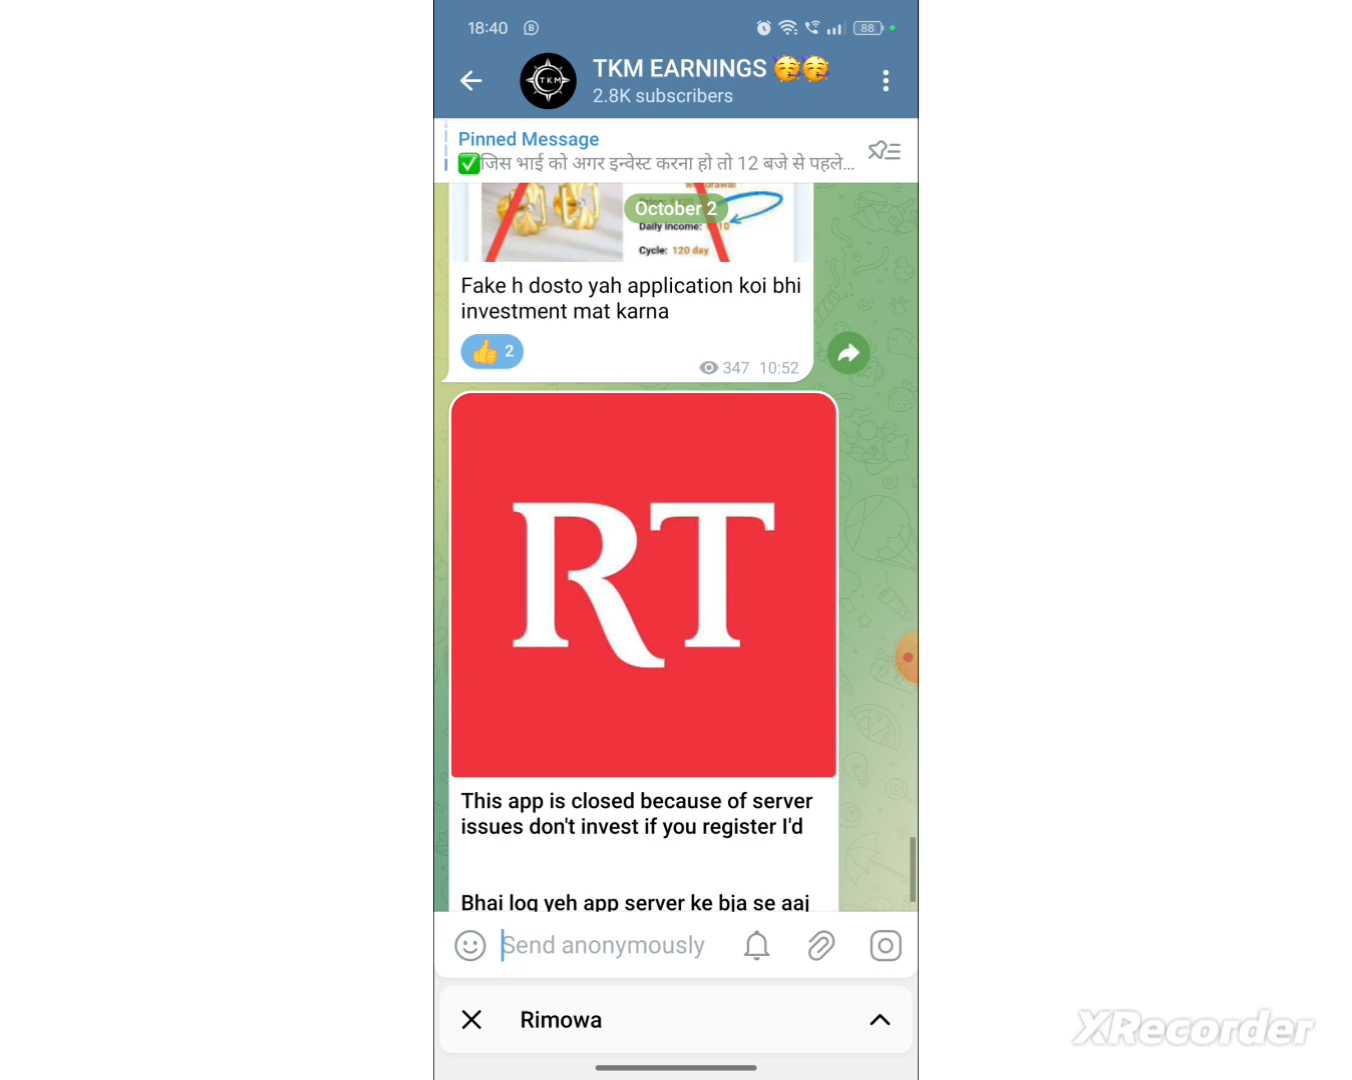 18:40
88
TKM
TKM EARNINGS 🥳🥳
2.8K subscribers
Pinned Message
✅जिस भाई को अगर इन्वेस्ट करना हो तो 12 बजे से पहले...
October 2
Daily income:
10
Cycle: 120 day
Fake h dosto yah application koi bhi
investment mat karna
👍 2
347 10:52
RT
This app is closed because of server
issues don't invest if you register I'd
Bhai log yeh app server ke bja se aaj
Send anonymously
Rimowa
XRecorder